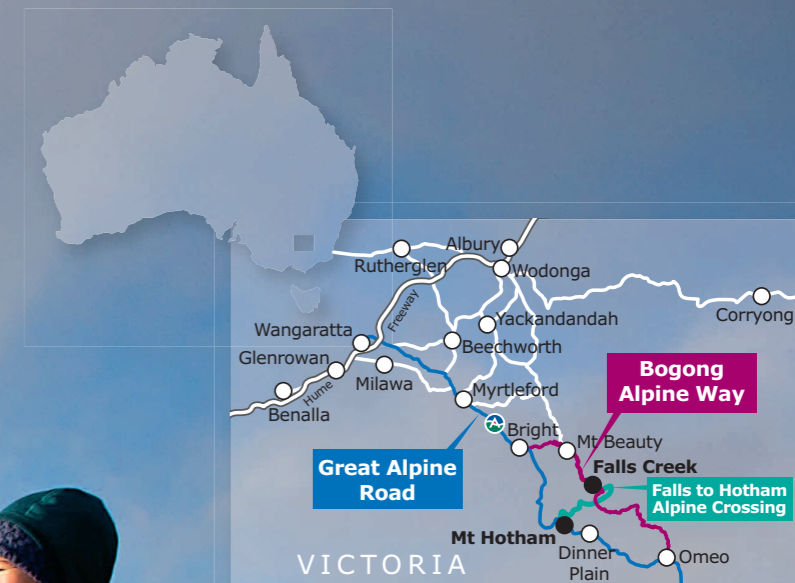 Albury
Rutherglen
Wodonga
Corryong
Freeway
Yackandandah
Wangaratta
Beechworth
Glenrowan
Milawa
Hume
Benalla
Myrtleford
Bogong
Alpine Way
Bright
Mt Beauty
Great Alpine
Road
Falls Creek
Falls to Hotham
Alpine Crossing
Mt Hotham
Dinner
Plain
Omeo
VICTORIA